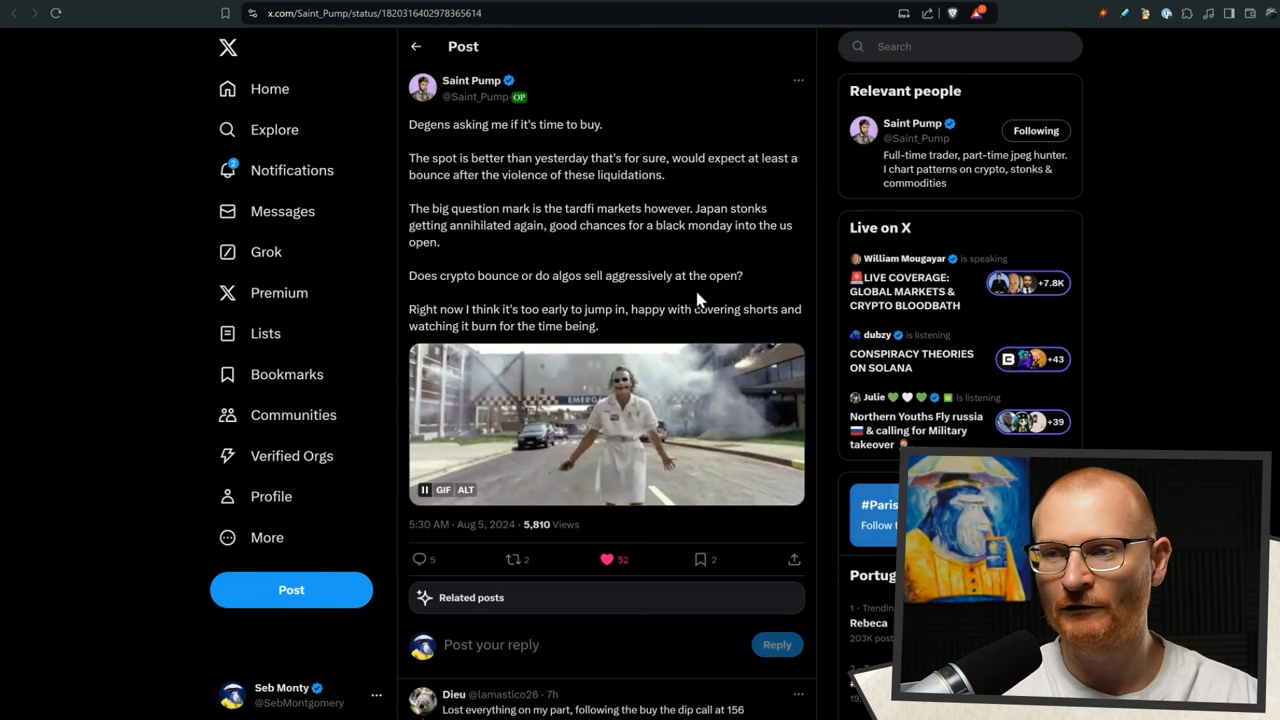 x.com/Saint_Pump/status/1820316402978365614
Home
Explore
2
Notifications
Messages
Grok
Premium
Lists
Bookmarks
Communities
Verified Orgs
Profile
More
Post
Seb Monty
@SebMontgomery
Post
Saint Pump
@Saint_Pump OP
Degens asking me if it's time to buy.
The spot is better than yesterday that's for sure, would expect at least a
bounce after the violence of these liquidations.
The big question mark is the tardfi markets however. Japan stonks
getting annihilated again, good chances for a black monday into the us
open.
Does crypto bounce or do algos sell aggressively at the open?
Right now I think it's too early to jump in, happy with covering shorts and
watching it burn for the time being.
EMERGE
GIF ALT
5:30 AM · Aug 5, 2024 · 5,810 Views
5 2 52 2
Related posts
Post your reply
Reply
Dieu @lamastico26 · 7h
Lost everything on my part, following the buy the dip call at 156
Search
Relevant people
Saint Pump
@Saint_Pump
Following
Full-time trader, part-time jpeg hunter.
I chart patterns on crypto, stonks &
commodities
Live on X
William Mougayar is speaking
LIVE COVERAGE:
GLOBAL MARKETS &
CRYPTO BLOODBATH
+7.8K
dubzy is listening
CONSPIRACY THEORIES
ON SOLANA
+43
Julie is listening
Northern Youths Fly russia
& calling for Military
takeover
+39
#Paris
Follow
Portug
1 · Trending
Rebeca
203K post